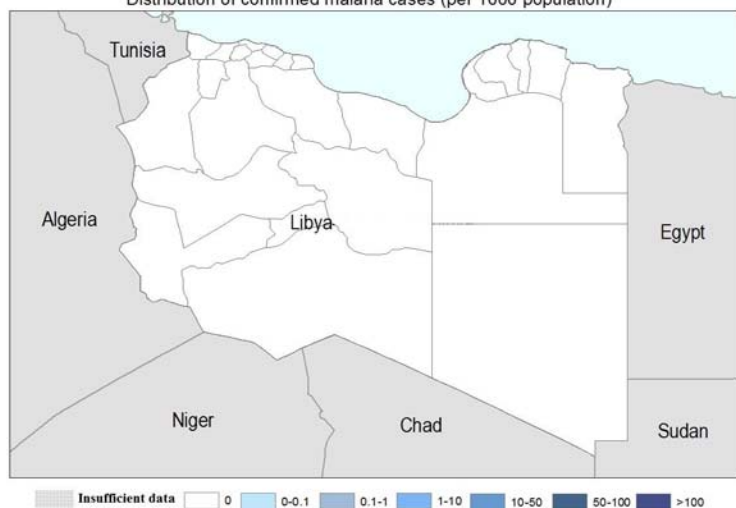 Distribution of confirmed malaria cases (per 1000 population)
Tunisia
Algeria
Libya
Egypt
Niger
Chad
Sudan
Insufficient data 0 0-0.1 0.1-1 1-10 10-50 50-100 >100